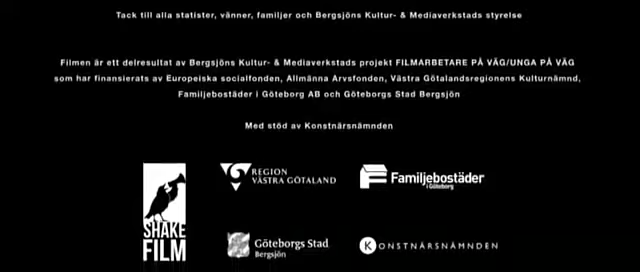 Tack till alla statister, vänner, familjer och Bergsjöns Kultur- & Mediaverkstads styrelse
Filmen är ett delresultat av Bergsjöns Kultur- & Mediaverkstads projekt FILMARBETARE PÅ VÄG/UNGA PÅ VÄG
som har finansierats av Europeiska socialfonden, Allmänna Arvsfonden, Västra Götalandsregionens Kulturnämnd,
Familjebostäder i Göteborg AB och Göteborgs Stad Bergsjön
Med stöd av Konstnärsnämnden
SHAKE
FILM
REGION
VÄSTRA GÖTALAND
Familjebostäder
i Göteborg
Göteborgs Stad
Bergsjön
K KONSTNÄRSNÄMNDEN